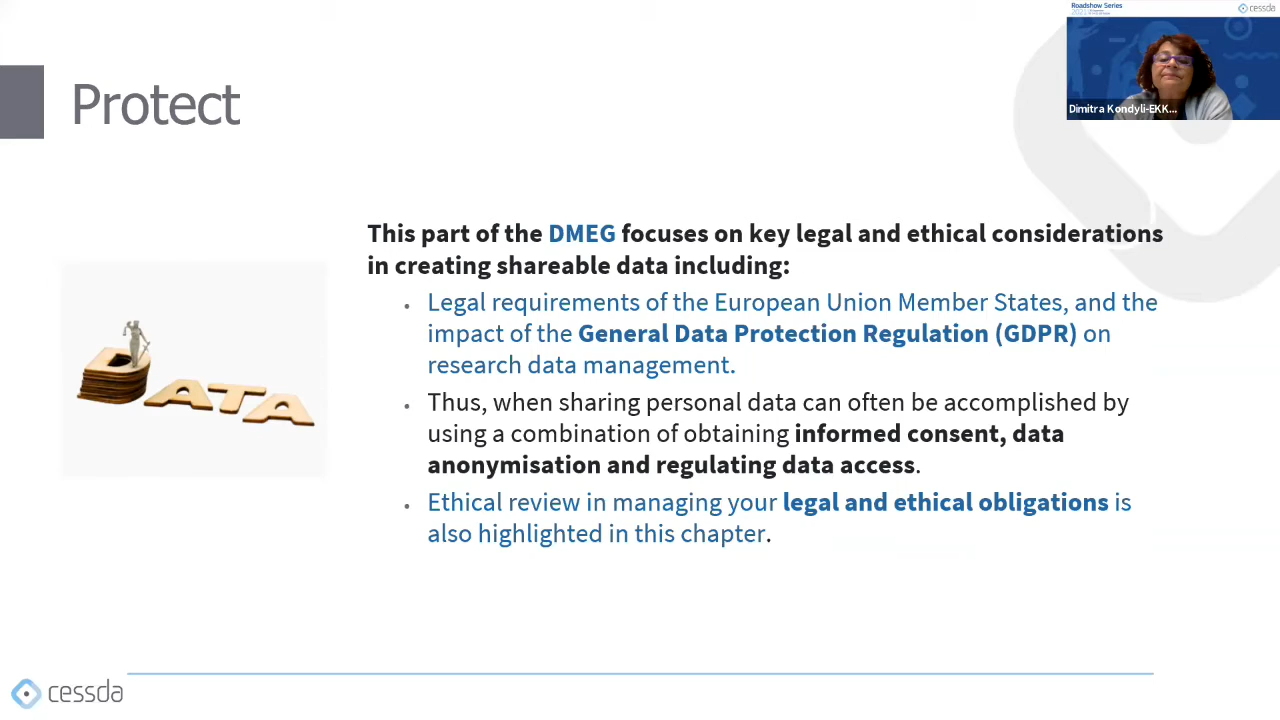 Roadshow Series
cessda
Dimitra Kondyli-EKK...
Protect
This part of the DMEG focuses on key legal and ethical considerations
in creating shareable data including:
• Legal requirements of the European Union Member States, and the
impact of the General Data Protection Regulation (GDPR) on
research data management.
• Thus, when sharing personal data can often be accomplished by
using a combination of obtaining informed consent, data
anonymisation and regulating data access.
• Ethical review in managing your legal and ethical obligations is
also highlighted in this chapter.
DATA
cessda